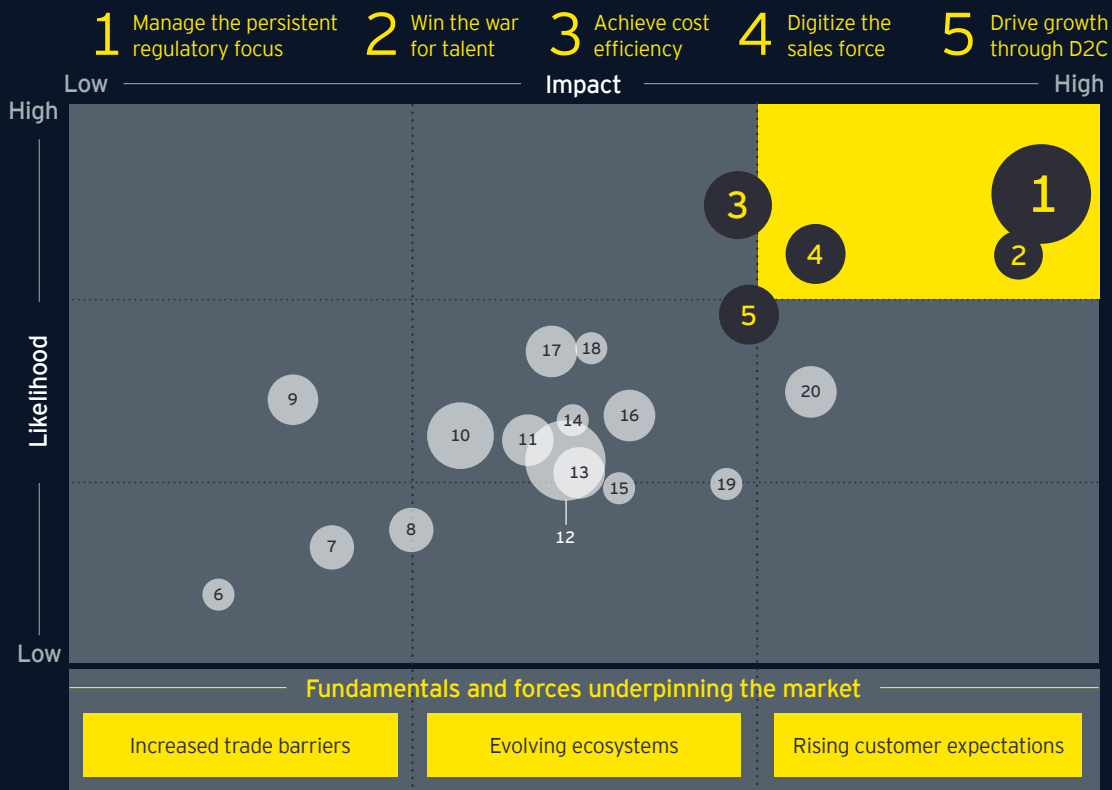 1 Manage the persistent
regulatory focus
2 Win the war
for talent
3 Achieve cost
efficiency
4 Digitize the
sales force
5 Drive growth
through D2C
Low Impact High
High
Likelihood
Low
1
3
4
2
5
17
18
9
20
14
16
10
11
13
15
19
12
8
7
6
Fundamentals and forces underpinning the market
Increased trade barriers
Evolving ecosystems
Rising customer expectations